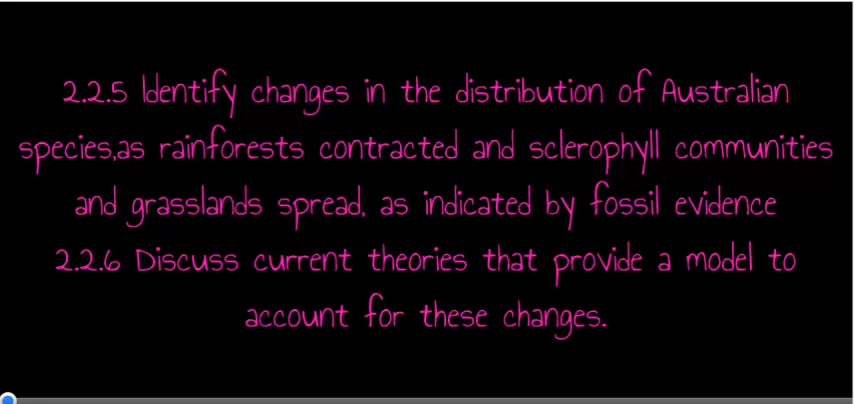 2.2.5 Identify changes in the distribution of Australian
species,as rainforests contracted and sclerophyll communities
and grasslands spread, as indicated by fossil evidence
2.2.6 Discuss current theories that provide a model to
account for these changes.